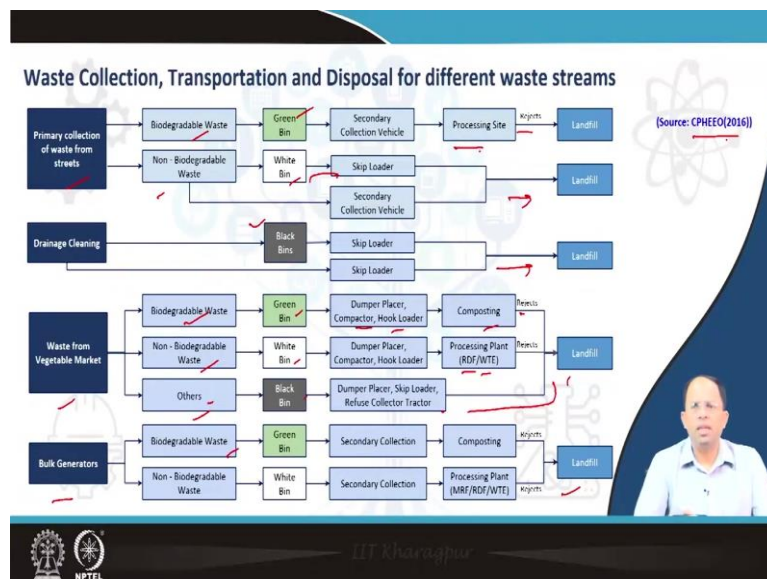 Waste Collection, Transportation and Disposal for different waste streams
(Source: CPHEEO(2016))
Primary collection
of waste from
streets
Biodegradable Waste
Green
Bin
Secondary
Collection Vehicle
Processing Site
Rejects
Landfill
Non - Biodegradable
Waste
White
Bin
Skip Loader
Secondary
Collection Vehicle
Landfill
Drainage Cleaning
Black
Bins
Skip Loader
Skip Loader
Landfill
Waste from
Vegetable Market
Biodegradable Waste
Green
Bin
Dumper Placer,
Compactor, Hook Loader
Composting
Rejects
Non - Biodegradable
Waste
White
Bin
Dumper Placer,
Compactor, Hook Loader
Processing Plant
(RDF/WTE)
Rejects
Landfill
Others
Black
Bin
Dumper Placer, Skip Loader,
Refuse Collector Tractor
Bulk Generators
Biodegradable Waste
Green
Bin
Secondary Collection
Composting
Rejects
Non - Biodegradable
Waste
White
Bin
Secondary Collection
Processing Plant
(MRF/RDF/WTE)
Rejects
Landfill
IIT Kharagpur
NPTEL